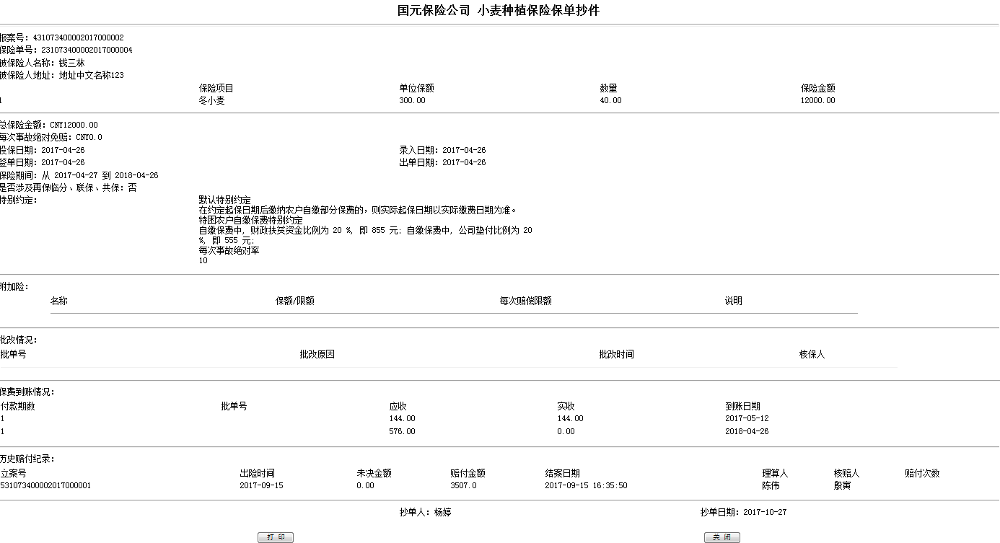 国元保险公司 小麦种植保险保单抄件
报案号: 431073400002017000002
保险单号: 231073400002017000004
被保险人名称: 钱三林
被保险人地址: 地址中文名称123
保险项目 单位保额 数量 保险金额
1 冬小麦 300.00 40.00 12000.00
总保险金额: CNY12000.00
每次事故绝对免赔: CNY0.0
投保日期: 2017-04-26 录入日期: 2017-04-26
签单日期: 2017-04-26 出单日期: 2017-04-26
保险期间: 从 2017-04-27 到 2018-04-26
是否涉及再保临分、联保、共保: 否
特别约定: 默认特别约定
在约定起保日期后缴纳农户自缴部分保费的，则实际起保日期以实际缴费日期为准。
特困农户自缴保费特别约定
自缴保费中, 财政扶贫资金比例为 20 %, 即 855 元; 自缴保费中, 公司垫付比例为 20
%, 即 555 元;
每次事故绝对率
10
附加险:
名称 保额/限额 每次赔偿限额 说明
批改情况:
批单号 批改原因 批改时间 核保人
保费到账情况:
付款期数 批单号 应收 实收 到账日期
1 144.00 144.00 2017-05-12
1 576.00 0.00 2018-04-26
历史赔付纪录:
立案号 出险时间 未决金额 赔付金额 结案日期 理算人 核赔人 赔付次数
531073400002017000001 2017-09-15 0.00 3507.0 2017-09-15 16:35:50 陈伟 殷寅
抄单人: 杨婷 抄单日期: 2017-10-27
打 印 关 闭